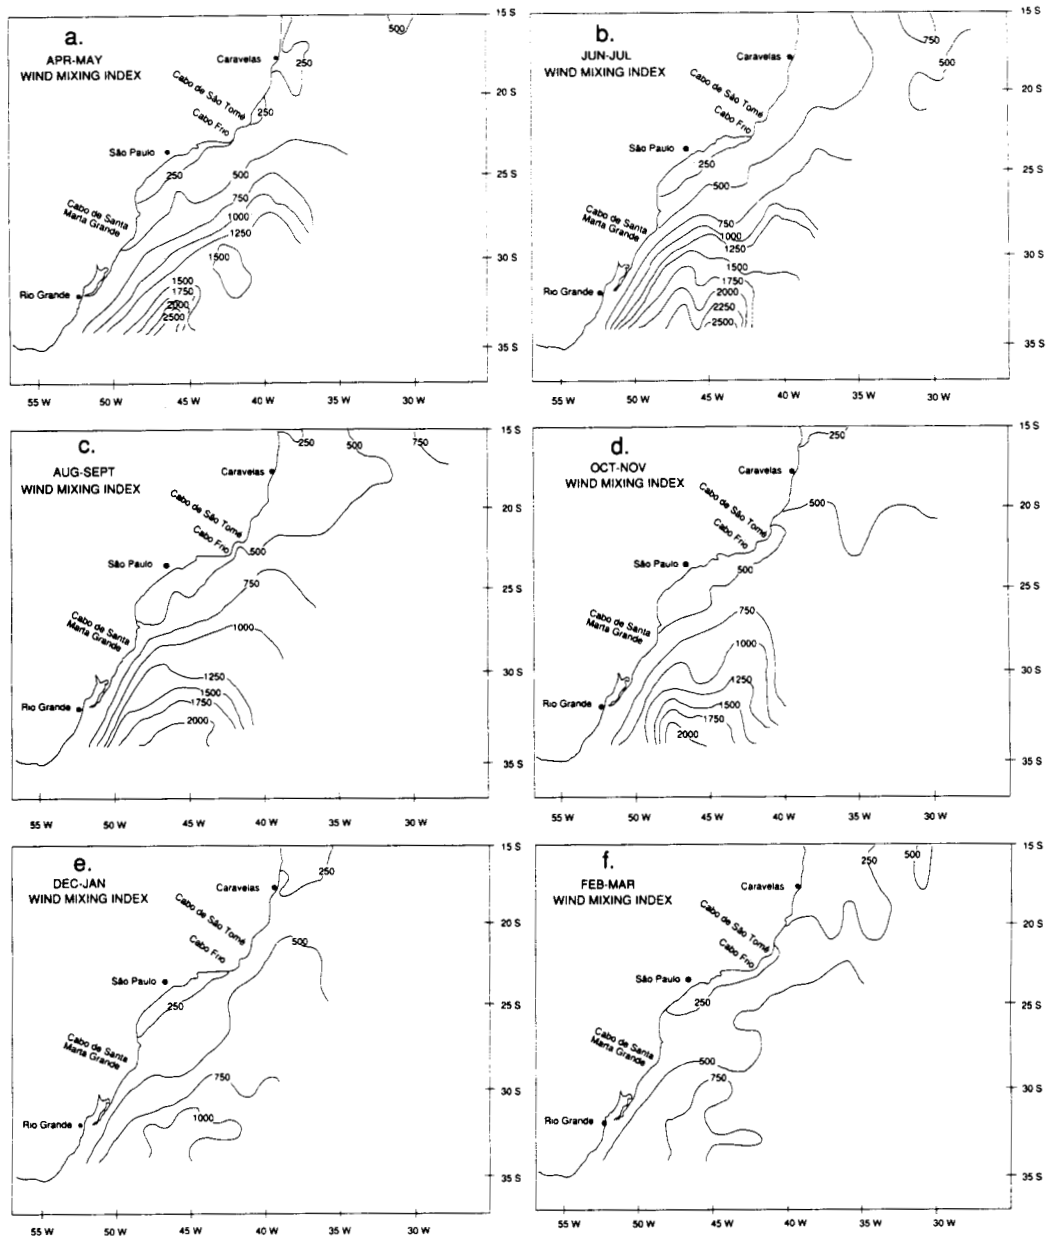 a.
APR-MAY
WIND MIXING INDEX
Caravelas
Cabo de São Tomé
Cabo Frio
São Paulo
Cabo de Santa
Marta Grande
Rio Grande
500
250
250
250
500
750
1000
1250
1500
1500
1750
2000
2500
15 S
20 S
25 S
30 S
35 S
55 W
50 W
45 W
40 W
35 W
30 W
b.
JUN-JUL
WIND MIXING INDEX
Caravelas
Cabo de São Tomé
Cabo Frio
São Paulo
Cabo de Santa
Marta Grande
Rio Grande
750
500
250
500
750
1000
1250
1500
1750
2000
2250
2500
15 S
20 S
25 S
30 S
35 S
55 W
50 W
45 W
40 W
35 W
30 W
c.
AUG-SEPT
WIND MIXING INDEX
Caravelas
Cabo de São Tomé
Cabo Frio
São Paulo
Cabo de Santa
Marta Grande
Rio Grande
250
500
750
500
750
1000
1250
1500
1750
2000
15 S
20 S
25 S
30 S
35 S
55 W
50 W
45 W
40 W
35 W
30 W
d.
OCT-NOV
WIND MIXING INDEX
Caravelas
Cabo de São Tomé
Cabo Frio
São Paulo
Cabo de Santa
Marta Grande
Rio Grande
250
500
500
750
1000
1250
1500
1750
2000
15 S
20 S
25 S
30 S
35 S
55 W
50 W
45 W
40 W
35 W
30 W
e.
DEC-JAN
WIND MIXING INDEX
Caravelas
Cabo de São Tomé
Cabo Frio
São Paulo
Cabo de Santa
Marta Grande
Rio Grande
250
500
250
750
1000
15 S
20 S
25 S
30 S
35 S
55 W
50 W
45 W
40 W
35 W
30 W
f.
FEB-MAR
WIND MIXING INDEX
Caravelas
Cabo de São Tomé
Cabo Frio
São Paulo
Cabo de Santa
Marta Grande
Rio Grande
250
500
250
500
750
15 S
20 S
25 S
30 S
35 S
55 W
50 W
45 W
40 W
35 W
30 W